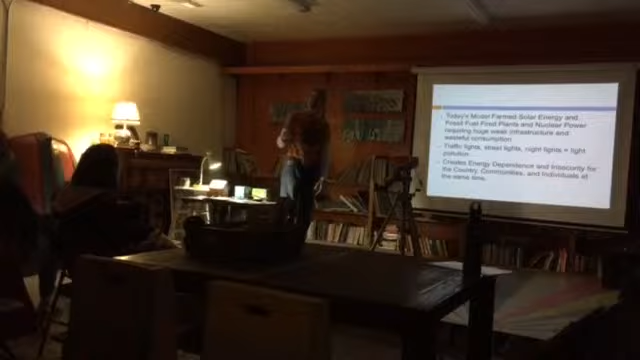 Today's Model Farmed Solar Energy and
Fossil Fuel Fired Plants and Nuclear Power
requiring huge weak infrastructure and
wasteful consumption
Traffic lights, street lights, night lights = light
pollution.
Creates Energy Dependence and Insecurity for
the Country, Communities, and Individuals at
the same time.